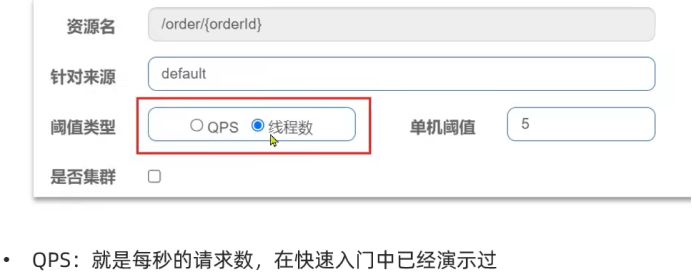 资源名 /order/{orderId}
针对来源 default
阈值类型 QPS 线程数 单机阈值 5
是否集群
• QPS：就是每秒的请求数，在快速入门中已经演示过